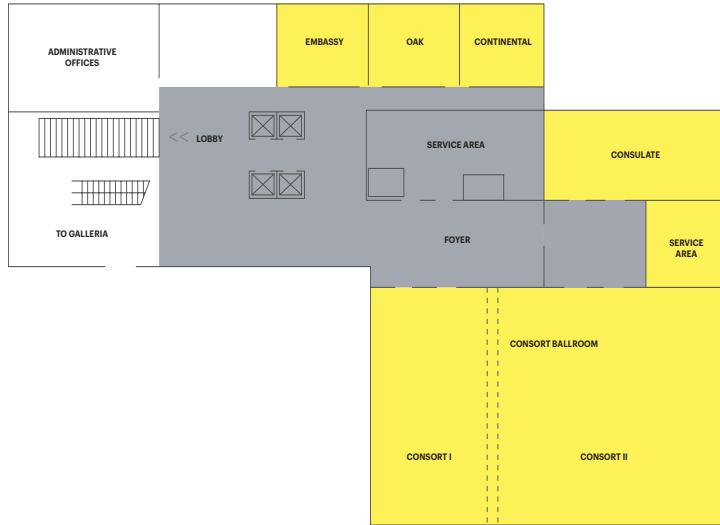 EMBASSY
OAK
CONTINENTAL
ADMINISTRATIVE
OFFICES
<< LOBBY
SERVICE AREA
CONSULATE
TO GALLERIA
FOYER
SERVICE
AREA
CONSORT BALLROOM
CONSORT I
CONSORT II